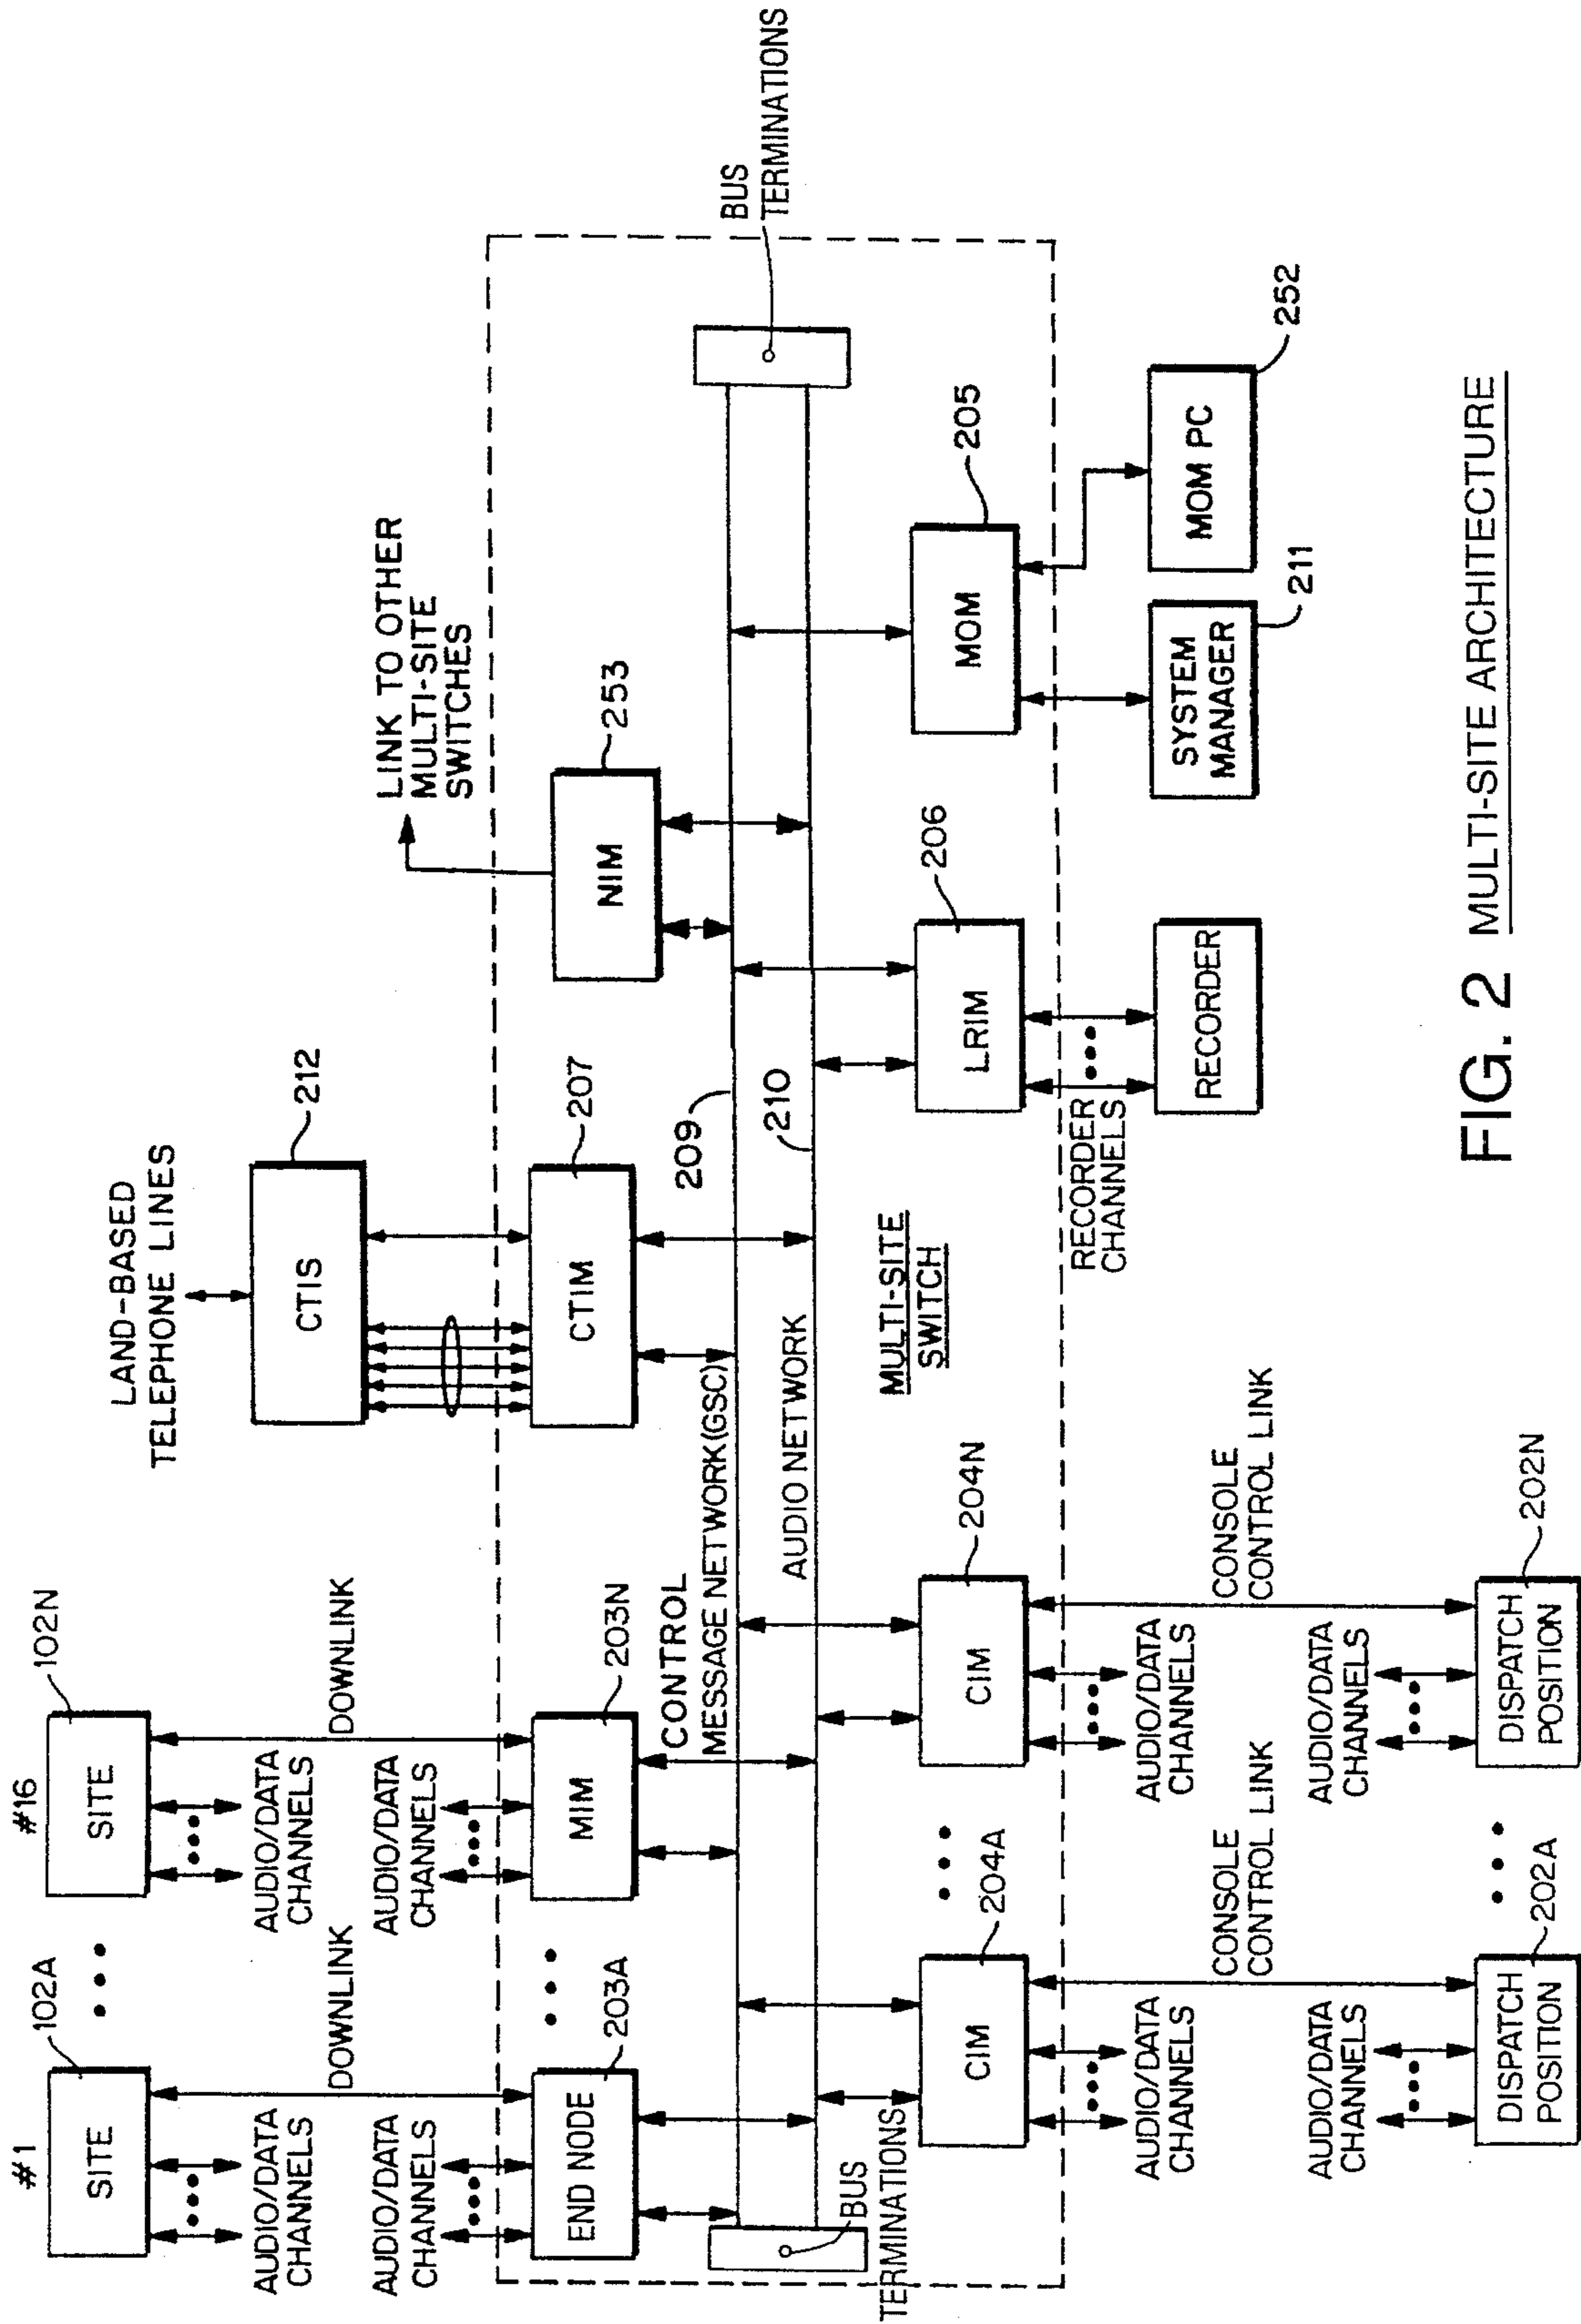 #1
102A
SITE
#16
102N
SITE
AUDIO/DATA
CHANNELS
DOWNLINK
AUDIO/DATA
CHANNELS
DOWNLINK
AUDIO/DATA
CHANNELS
AUDIO/DATA
CHANNELS
LAND-BASED
TELEPHONE LINES
212
CTIS
LINK TO OTHER
MULTI-SITE
SWITCHES
END NODE
203A
MIM
203N
CTIM
207
NIM
253
BUS
TERMINATIONS
CONTROL
MESSAGE NETWORK(GSC)
209
AUDIO NETWORK
210
BUS
TERMINATIONS
MULTI-SITE
SWITCH
CIM
204A
CIM
204N
LRIM
206
MOM
205
AUDIO/DATA
CHANNELS
CONSOLE
CONTROL LINK
AUDIO/DATA
CHANNELS
CONSOLE
CONTROL LINK
RECORDER
CHANNELS
RECORDER
SYSTEM
MANAGER
211
MOM PC
252
AUDIO/DATA
CHANNELS
AUDIO/DATA
CHANNELS
DISPATCH
POSITION
202A
DISPATCH
POSITION
202N
FIG. 2 MULTI-SITE ARCHITECTURE